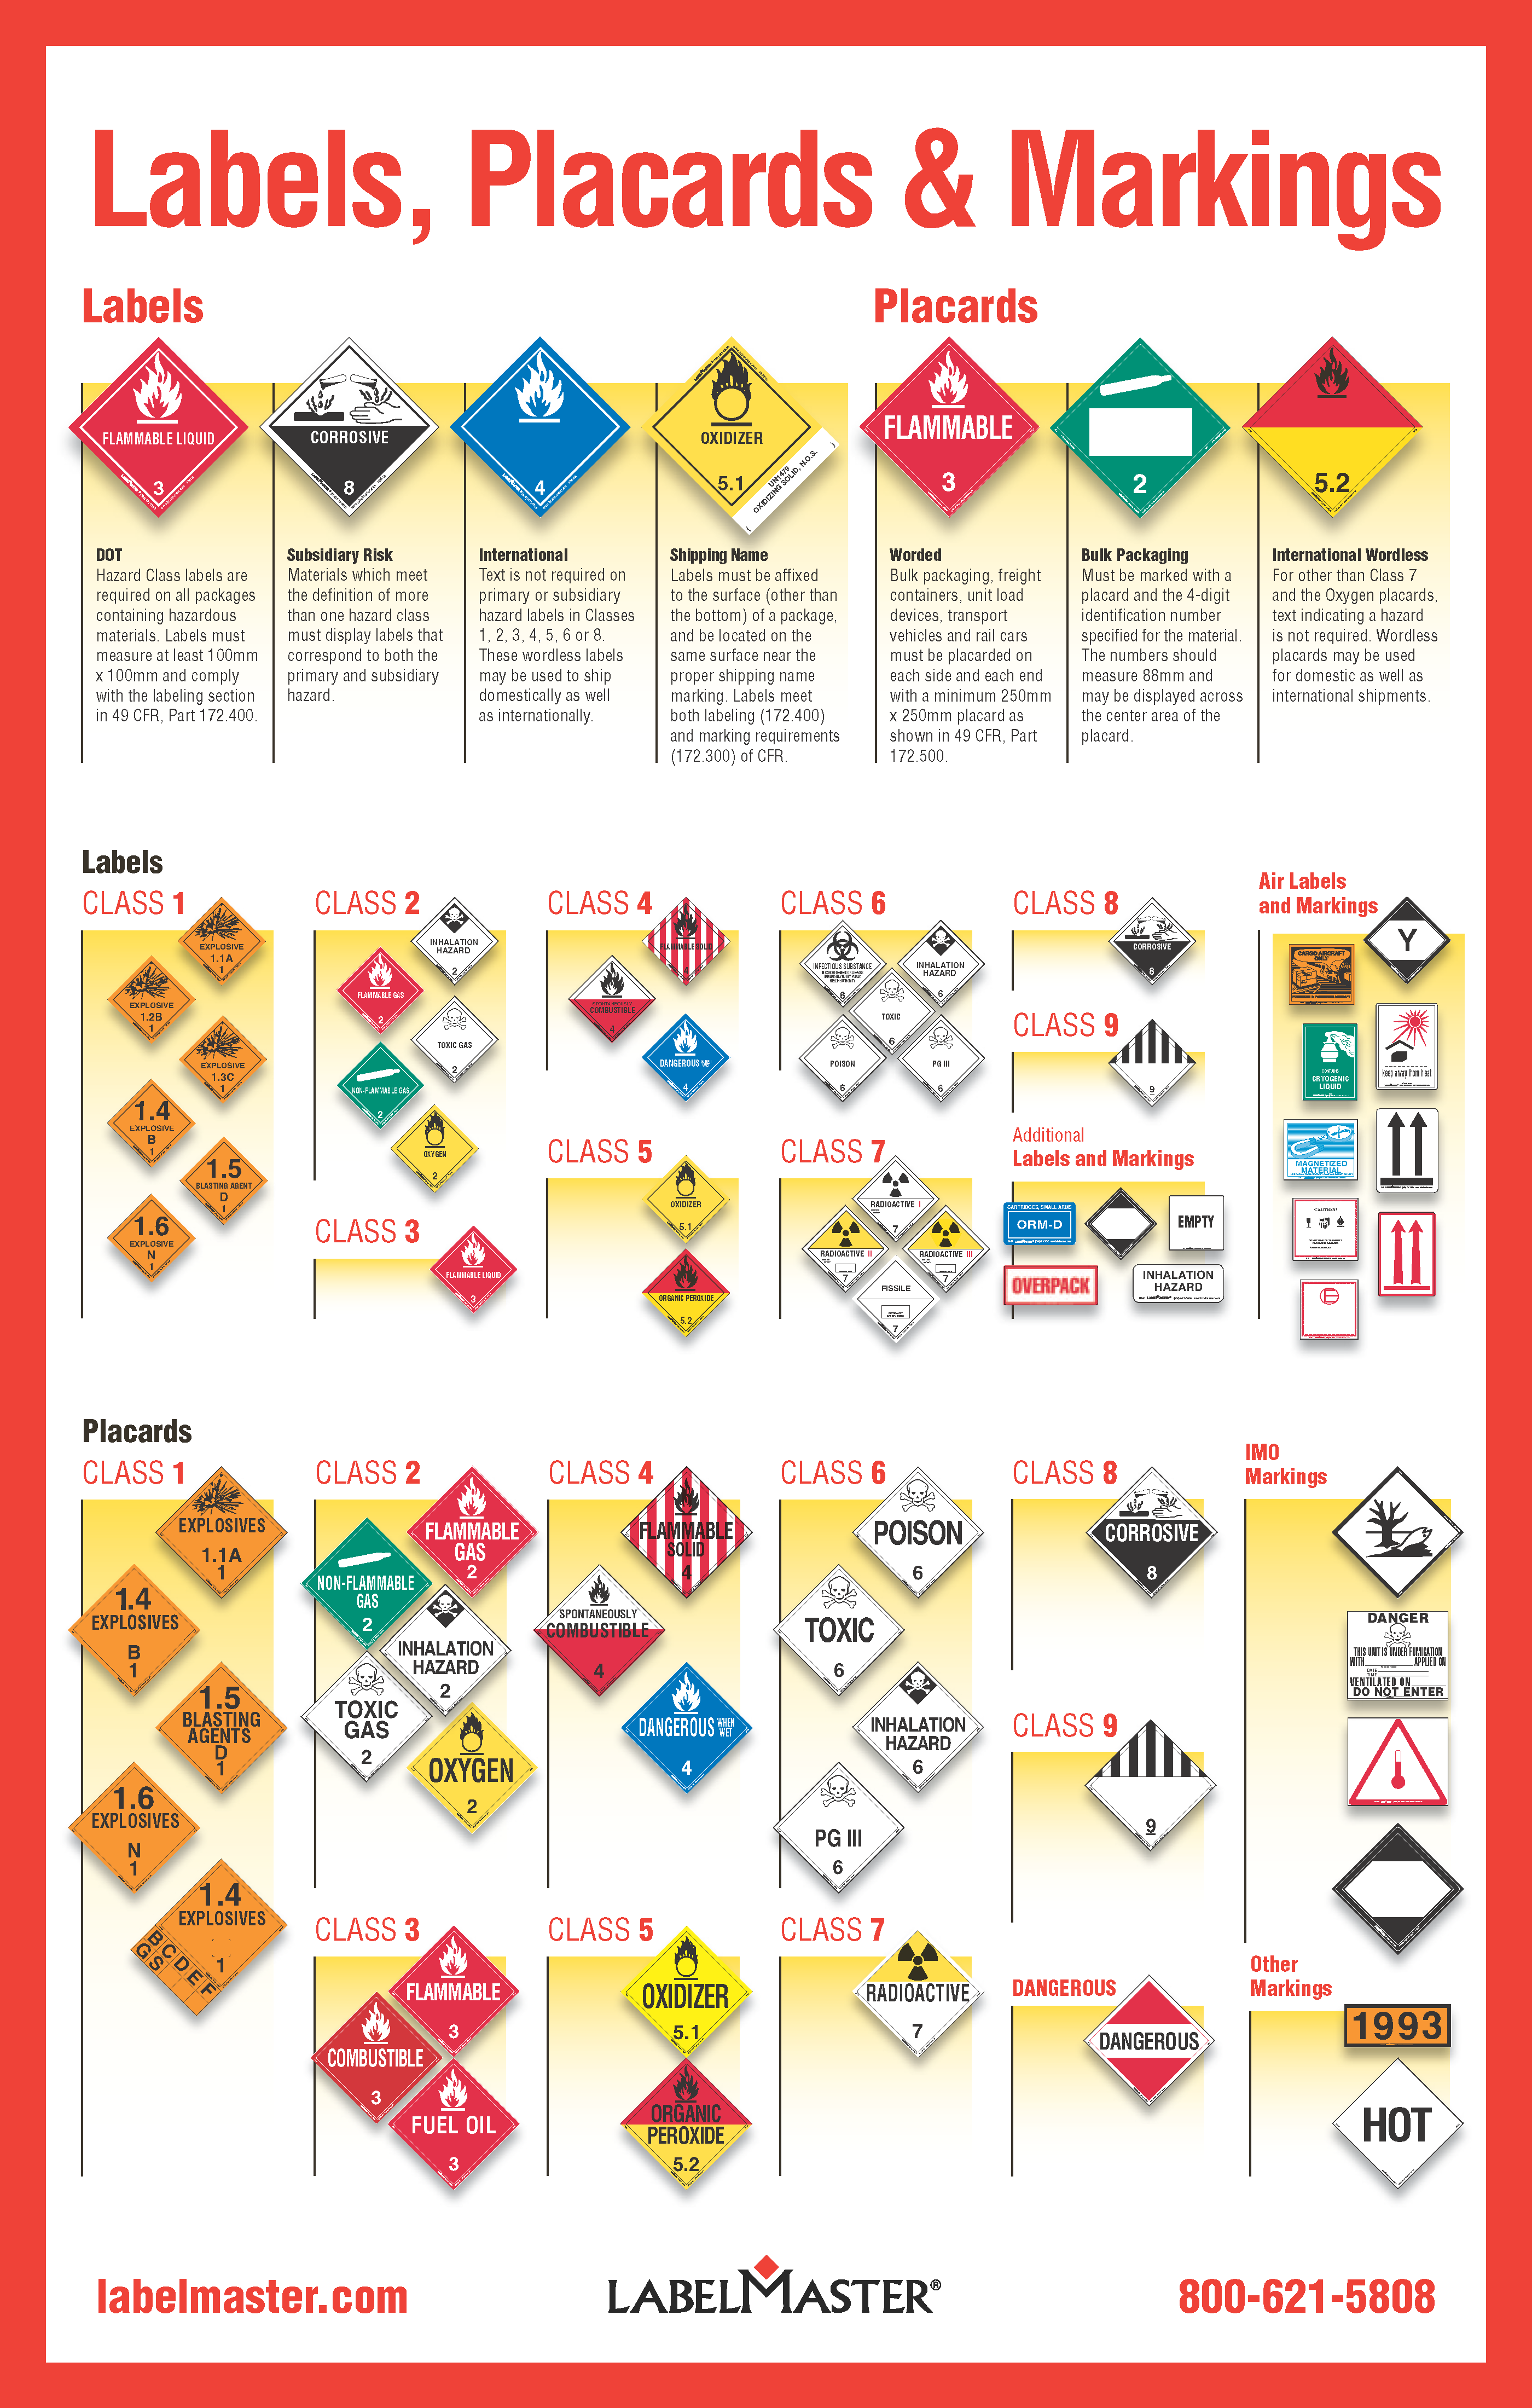 Labels, Placards & Markings
Labels
FLAMMABLE LIQUID
3
CORROSIVE
8
4
OXIDIZER
5.1
UN1479
OXIDIZING SOLID, N.O.S.
DOT
Hazard Class labels are
required on all packages
containing hazardous
materials. Labels must
measure at least 100mm
x 100mm and comply
with the labeling section
in 49 CFR, Part 172.400.
Subsidiary Risk
Materials which meet
the definition of more
than one hazard class
must display labels that
correspond to both the
primary and subsidiary
hazard.
International
Text is not required on
primary or subsidiary
hazard labels in Classes
1, 2, 3, 4, 5, 6 or 8.
These wordless labels
may be used to ship
domestically as well
as internationally.
Shipping Name
Labels must be affixed
to the surface (other than
the bottom) of a package,
and be located on the
same surface near the
proper shipping name
marking. Labels meet
both labeling (172.400)
and marking requirements
(172.300) of CFR.
Placards
FLAMMABLE
3
2
5.2
Worded
Bulk packaging, freight
containers, unit load
devices, transport
vehicles and rail cars
must be placarded on
each side and each end
with a minimum 250mm
x 250mm placard as
shown in 49 CFR, Part
172.500.
Bulk Packaging
Must be marked with a
placard and the 4-digit
identification number
specified for the material.
The numbers should
measure 88mm and
may be displayed across
the center area of the
placard.
International Wordless
For other than Class 7
and the Oxygen placards,
text indicating a hazard
is not required. Wordless
placards may be used
for domestic as well as
international shipments.
Labels
CLASS 1
EXPLOSIVE
1.1A
1
EXPLOSIVE
1.2B
1
EXPLOSIVE
1.3C
1
1.4
EXPLOSIVE
B
1
1.5
BLASTING AGENT
D
1
1.6
EXPLOSIVE
N
1
CLASS 2
INHALATION
HAZARD
2
FLAMMABLE GAS
2
TOXIC GAS
2
NON-FLAMMABLE GAS
2
OXYGEN
2
CLASS 3
FLAMMABLE LIQUID
3
CLASS 4
FLAMMABLE SOLID
SPONTANEOUSLY
COMBUSTIBLE
4
DANGEROUS
4
CLASS 5
OXIDIZER
5.1
ORGANIC PEROXIDE
5.2
CLASS 6
INFECTIOUS SUBSTANCE
6
INHALATION
HAZARD
6
TOXIC
6
POISON
6
PG III
6
CLASS 7
RADIOACTIVE I
7
RADIOACTIVE II
7
RADIOACTIVE III
7
FISSILE
7
CLASS 8
CORROSIVE
8
CLASS 9
9
Additional
Labels and Markings
CARTRIDGES, SMALL ARMS
ORM-D
EMPTY
OVERPACK
INHALATION
HAZARD
Air Labels
and Markings
CARGO AIRCRAFT
ONLY
Y
CRYOGENIC
LIQUID
keep away from heat
MAGNETIZED
MATERIAL
CAUTION!
E
Placards
CLASS 1
EXPLOSIVES
1.1A
1
1.4
EXPLOSIVES
B
1
1.5
BLASTING
AGENTS
D
1
1.6
EXPLOSIVES
N
1
1.4
EXPLOSIVES
1
B C D E F
G S
CLASS 2
FLAMMABLE
GAS
2
NON-FLAMMABLE
GAS
2
INHALATION
HAZARD
2
TOXIC
GAS
2
OXYGEN
2
CLASS 3
FLAMMABLE
3
COMBUSTIBLE
3
FUEL OIL
3
CLASS 4
FLAMMABLE
SOLID
4
SPONTANEOUSLY
COMBUSTIBLE
4
DANGEROUS WHEN
WET
4
CLASS 5
OXIDIZER
5.1
ORGANIC
PEROXIDE
5.2
CLASS 6
POISON
6
TOXIC
6
INHALATION
HAZARD
6
PG III
6
CLASS 7
RADIOACTIVE
7
CLASS 8
CORROSIVE
8
CLASS 9
9
DANGEROUS
DANGEROUS
IMO
Markings
DANGER
THIS UNIT IS UNDER FUMIGATION
WITH APPLIED ON
DATE
TIME
VENTILATED ON
DO NOT ENTER
Other
Markings
1993
HOT
labelmaster.com
LABELMASTER®
800-621-5808